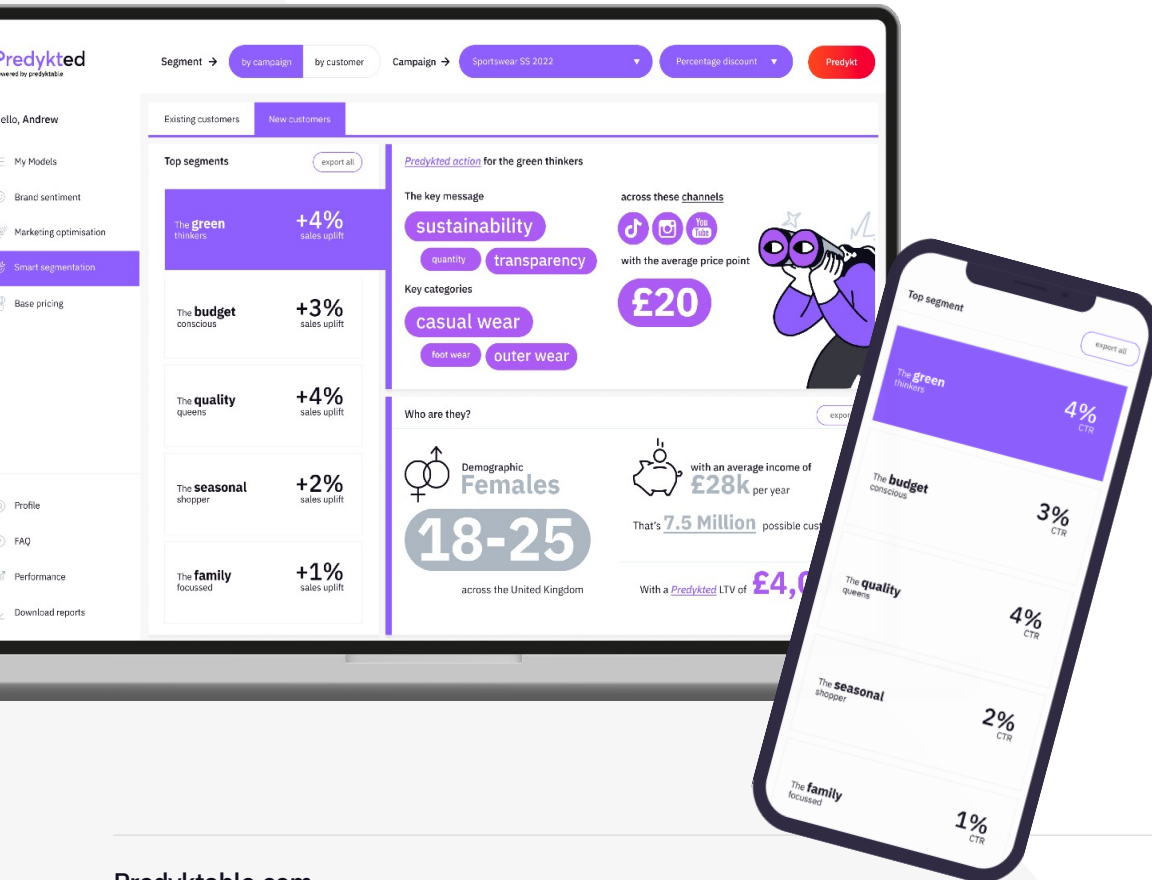 Predykted
powered by predyktable
Segment → by campaign by customer Campaign → Sportswear SS 2022 Percentage discount Predykt
Hello, Andrew
My Models
Brand sentiment
Marketing optimisation
Smart segmentation
Base pricing
Profile
FAQ
Performance
Download reports
Existing customers New customers
Top segments export all
The green
thinkers
+4%
sales uplift
The budget
conscious
+3%
sales uplift
The quality
queens
+4%
sales uplift
The seasonal
shopper
+2%
sales uplift
The family
focussed
+1%
sales uplift
Predykted action for the green thinkers
The key message
sustainability
quantity transparency
Key categories
casual wear
foot wear outer wear
across these channels
You
Tube
with the average price point
£20
Who are they?
expor
Demographic
Females
18-25
across the United Kingdom
with an average income of
£28k per year
That's 7.5 Million possible cust
With a Predykted LTV of £4,0
Top segment
export all
The green
thinkers
4%
CTR
The budget
conscious
3%
CTR
The quality
queens
4%
CTR
The seasonal
shopper
2%
CTR
The family
focussed
1%
CTR
Predyktable.com